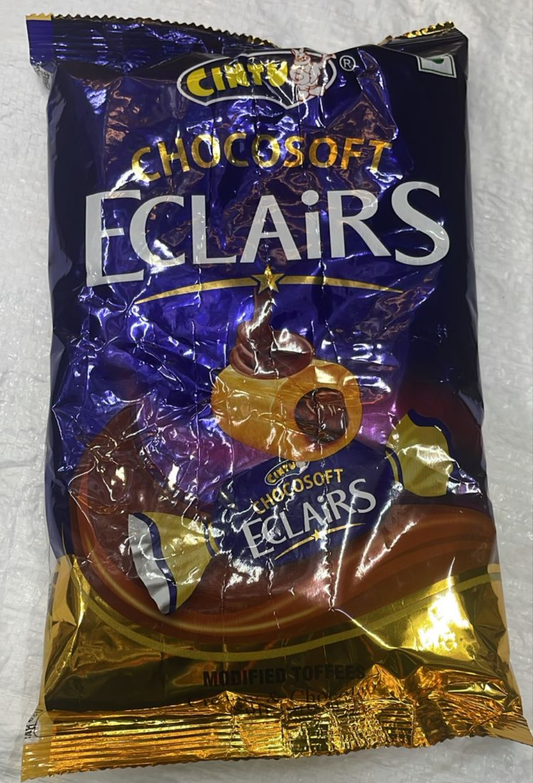 CINTU ®
CHOCOSOFT
ECLAiRS
CINTU
CHOCOSOFT
ECLAiRS
MODIFIED TOFFEES